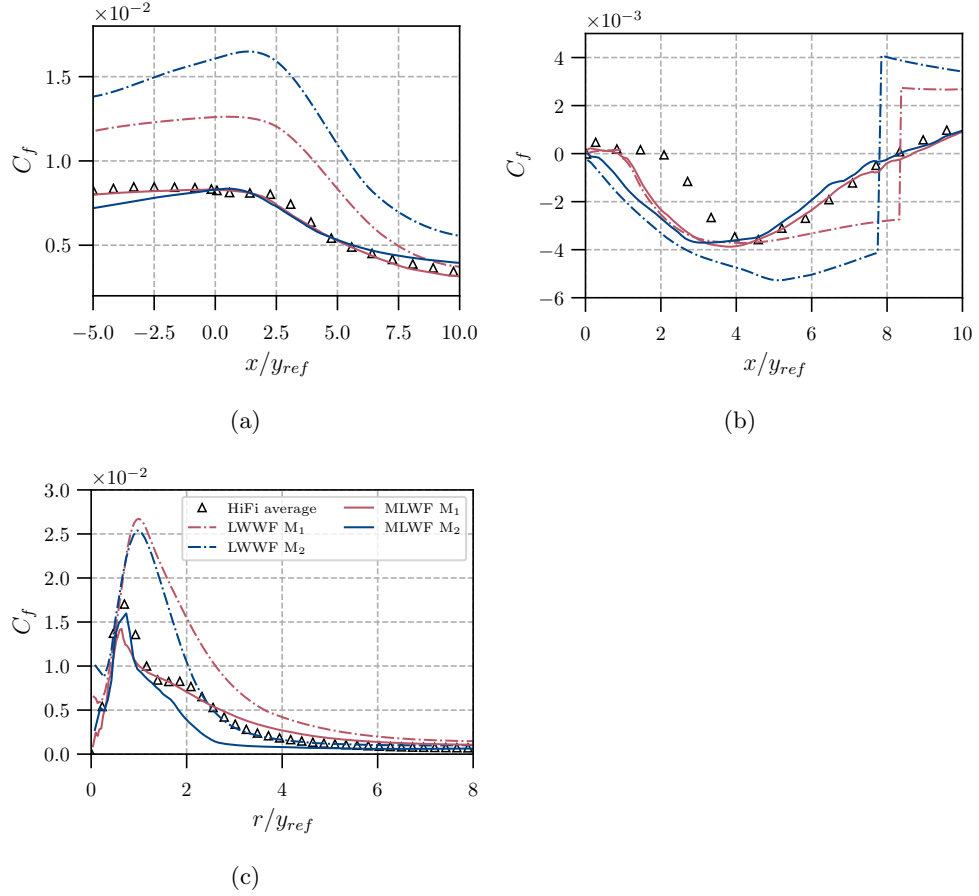 ×10⁻²
1.5
1.0
0.5
C_f
−5.0 −2.5 0.0 2.5 5.0 7.5 10.0
x/y_ref
(a)
×10⁻³
4
2
0
−2
−4
−6
C_f
0 2 4 6 8 10
x/y_ref
(b)
×10⁻²
3.0
2.5
2.0
1.5
1.0
0.5
0.0
C_f
HiFi average
LWWF M₁
LWWF M₂
MLWF M₁
MLWF M₂
0 2 4 6 8
r/y_ref
(c)